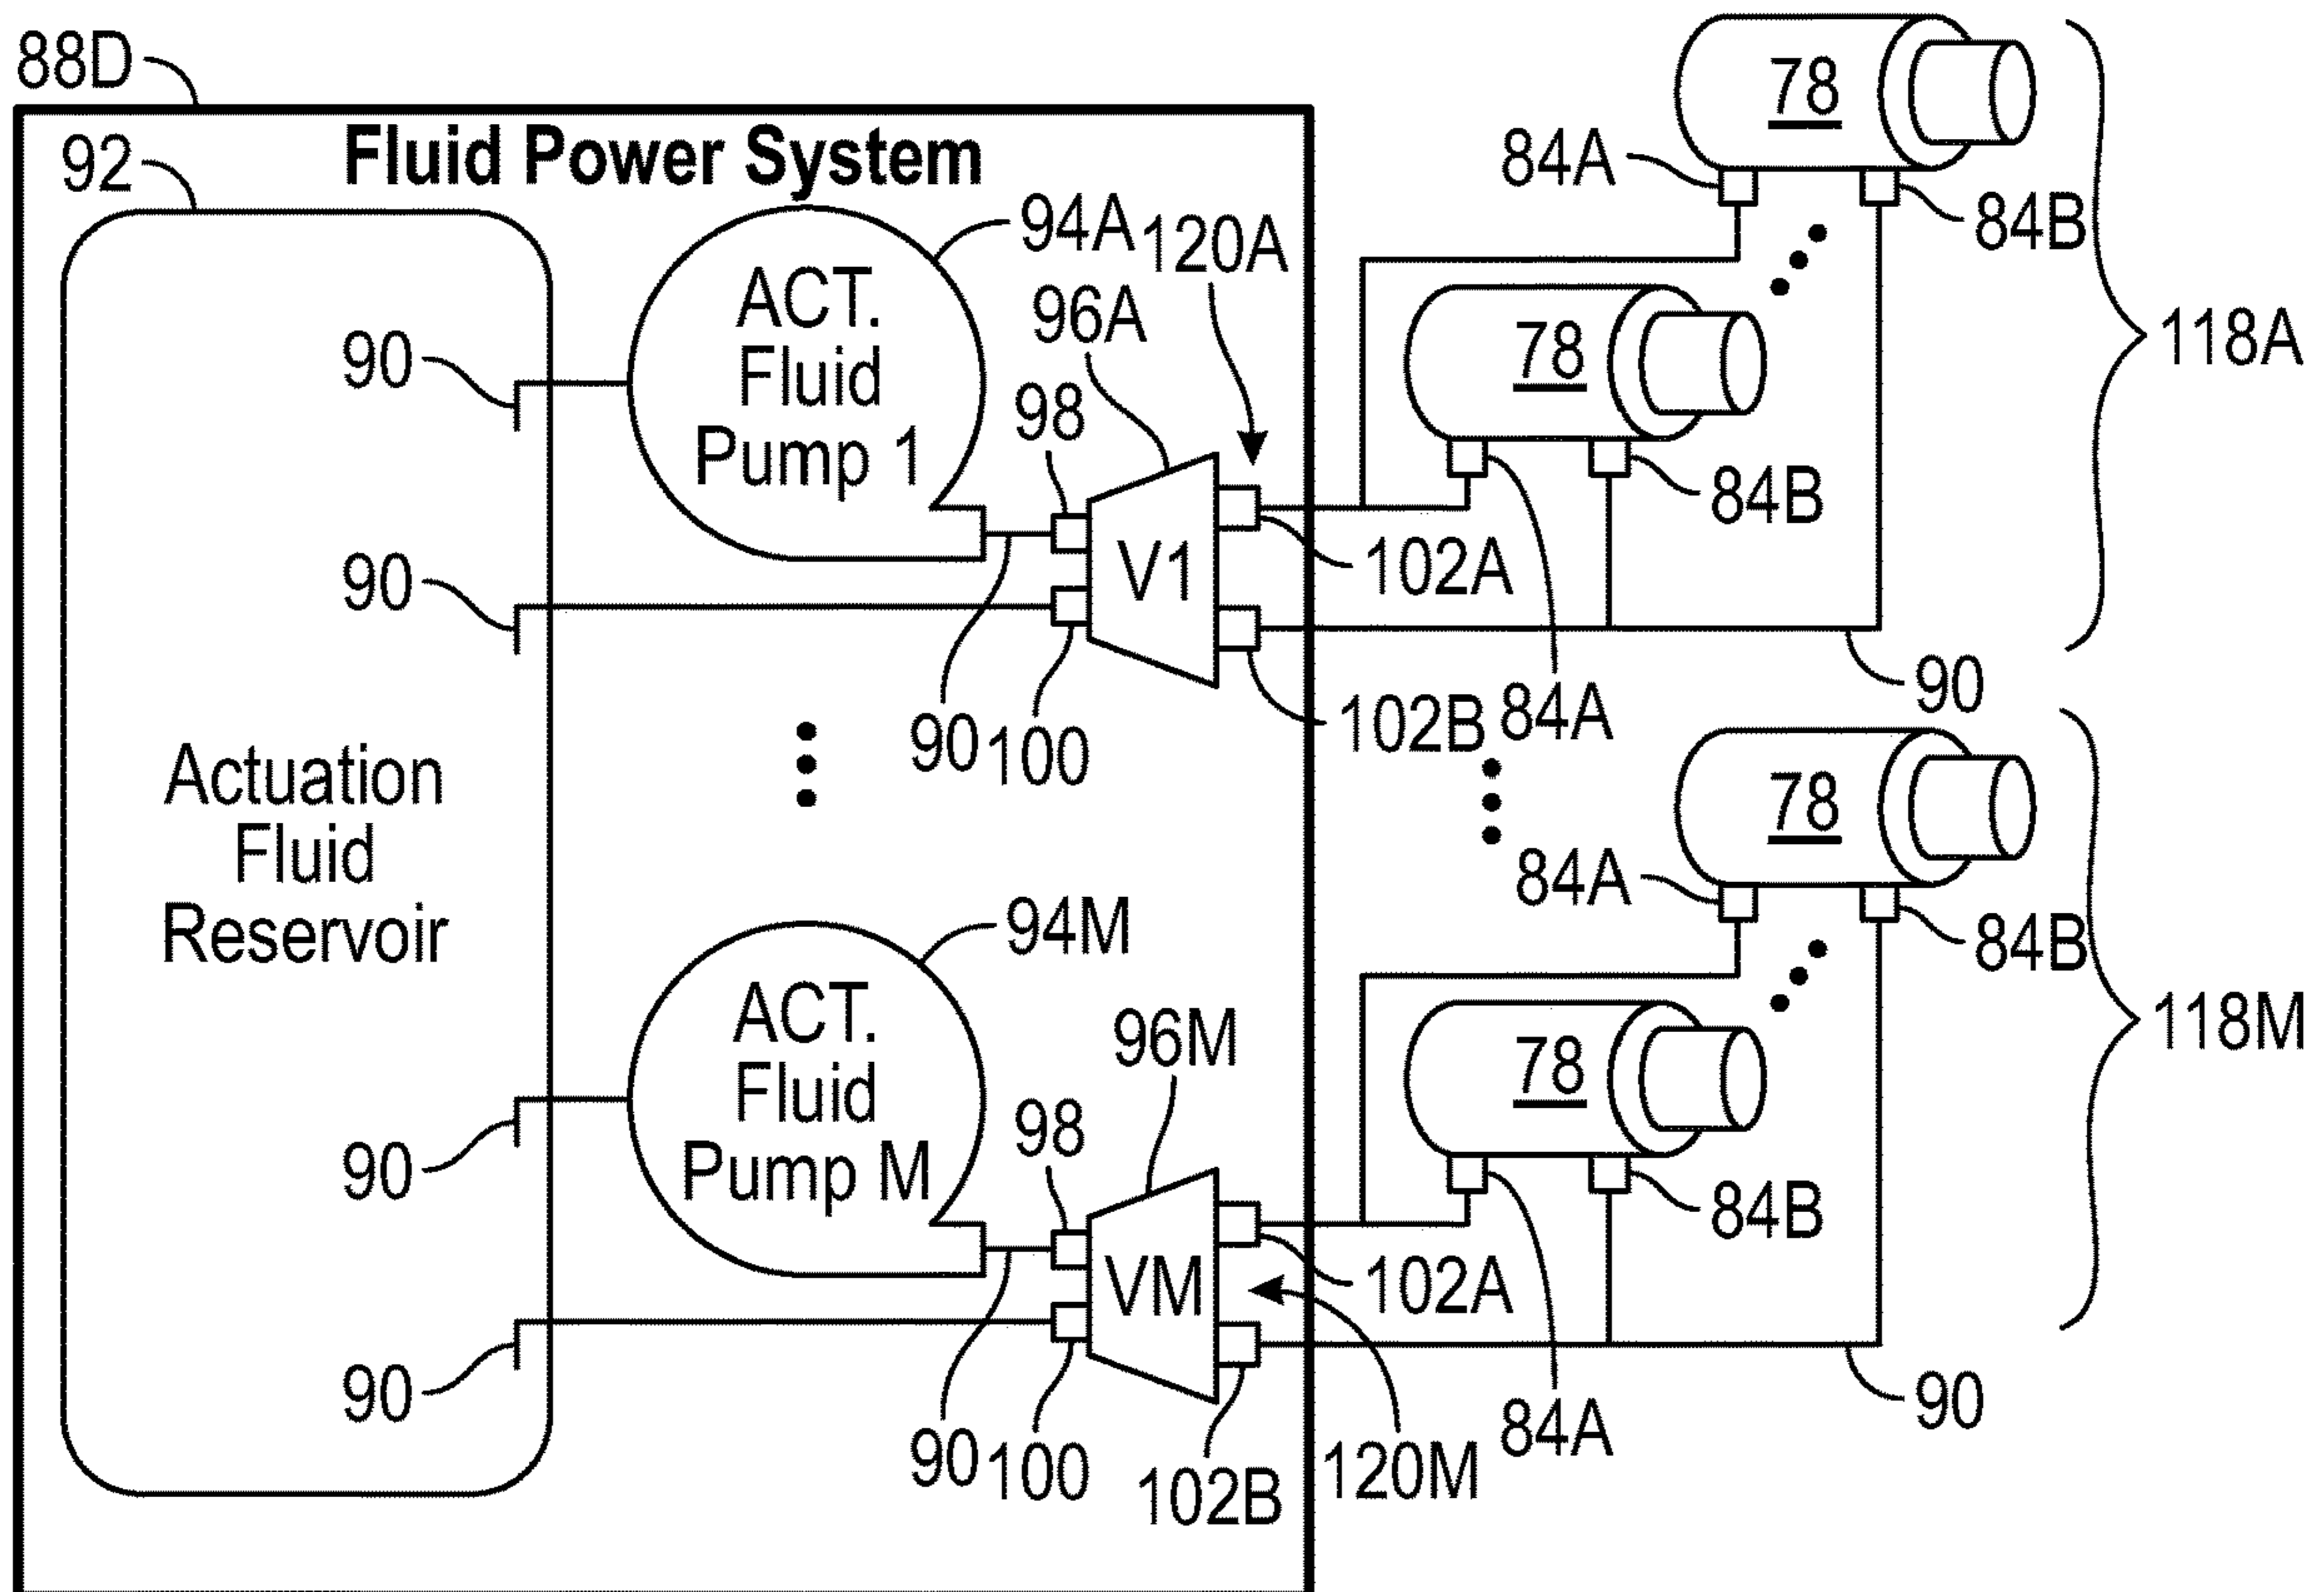 88D
Fluid Power System
92
94A
120A
96A
ACT.
Fluid
Pump 1
98
90
90
V1
90
100
102A
102B
78
84A
84B
78
84A
84B
90
118A
Actuation
Fluid
Reservoir
94M
96M
ACT.
Fluid
Pump M
98
90
90
VM
90
100
102A
102B
120M
78
84A
84B
78
84A
84B
90
118M